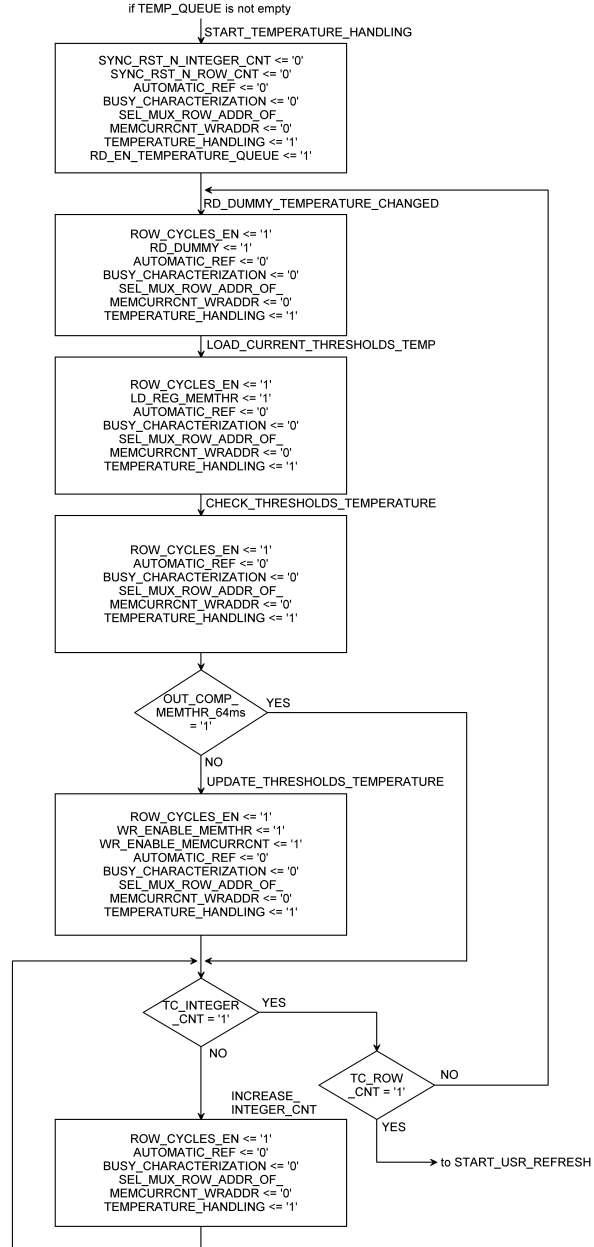 if TEMP_QUEUE is not empty
START_TEMPERATURE_HANDLING
SYNC_RST_N_INTEGER_CNT <= '0'
SYNC_RST_N_ROW_CNT <= '0'
AUTOMATIC_REF <= '0'
BUSY_CHARACTERIZATION <= '0'
SEL_MUX_ROW_ADDR_OF_
MEMCURRCNT_WRADDR <= '0'
TEMPERATURE_HANDLING <= '1'
RD_EN_TEMPERATURE_QUEUE <= '1'
RD_DUMMY_TEMPERATURE_CHANGED
ROW_CYCLES_EN <= '1'
RD_DUMMY <= '1'
AUTOMATIC_REF <= '0'
BUSY_CHARACTERIZATION <= '0'
SEL_MUX_ROW_ADDR_OF_
MEMCURRCNT_WRADDR <= '0'
TEMPERATURE_HANDLING <= '1'
LOAD_CURRENT_THRESHOLDS_TEMP
ROW_CYCLES_EN <= '1'
LD_REG_MEMTHR <= '1'
AUTOMATIC_REF <= '0'
BUSY_CHARACTERIZATION <= '0'
SEL_MUX_ROW_ADDR_OF_
MEMCURRCNT_WRADDR <= '0'
TEMPERATURE_HANDLING <= '1'
CHECK_THRESHOLDS_TEMPERATURE
ROW_CYCLES_EN <= '1'
AUTOMATIC_REF <= '0'
BUSY_CHARACTERIZATION <= '0'
SEL_MUX_ROW_ADDR_OF_
MEMCURRCNT_WRADDR <= '0'
TEMPERATURE_HANDLING <= '1'
OUT_COMP_
MEMTHR_64ms
= '1'
YES
NO
UPDATE_THRESHOLDS_TEMPERATURE
ROW_CYCLES_EN <= '1'
WR_ENABLE_MEMTHR <= '1'
WR_ENABLE_MEMCURRCNT <= '1'
AUTOMATIC_REF <= '0'
BUSY_CHARACTERIZATION <= '0'
SEL_MUX_ROW_ADDR_OF_
MEMCURRCNT_WRADDR <= '0'
TEMPERATURE_HANDLING <= '1'
TC_INTEGER
_CNT = '1'
YES
NO
TC_ROW
_CNT = '1'
NO
YES
to START_USR_REFRESH
INCREASE_
INTEGER_CNT
ROW_CYCLES_EN <= '1'
AUTOMATIC_REF <= '0'
BUSY_CHARACTERIZATION <= '0'
SEL_MUX_ROW_ADDR_OF_
MEMCURRCNT_WRADDR <= '0'
TEMPERATURE_HANDLING <= '1'